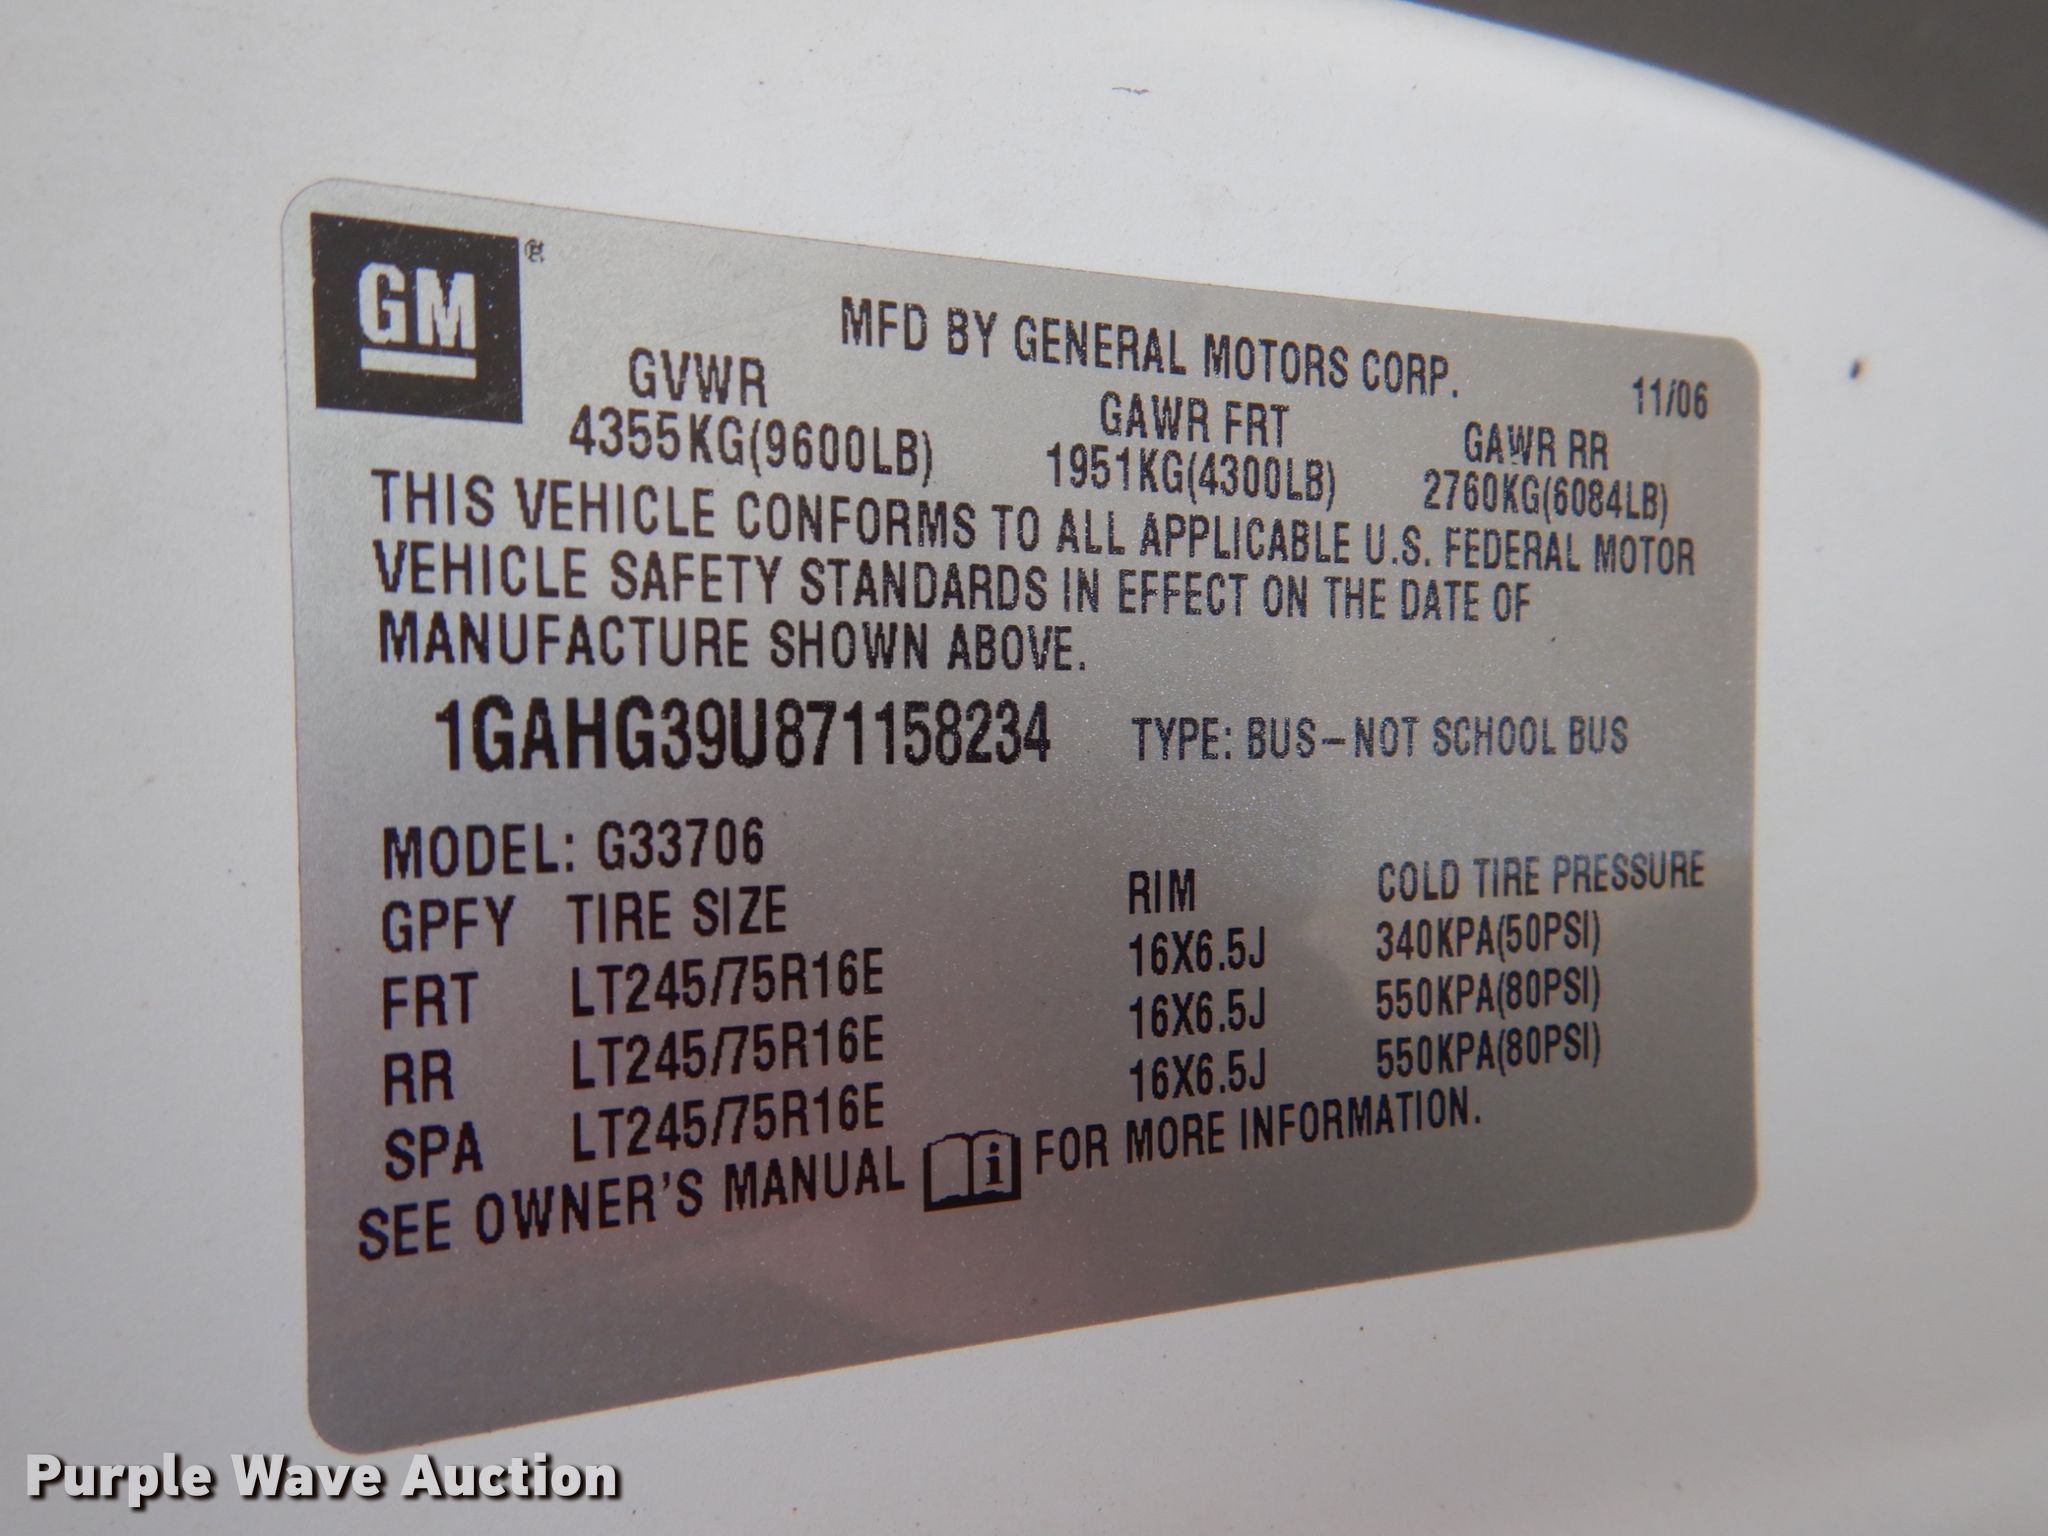 GM®
MFD BY GENERAL MOTORS CORP. 11/06
GVWR GAWR FRT GAWR RR
4355KG(9600LB) 1951KG(4300LB) 2760KG(6084LB)
THIS VEHICLE CONFORMS TO ALL APPLICABLE U.S. FEDERAL MOTOR
VEHICLE SAFETY STANDARDS IN EFFECT ON THE DATE OF
MANUFACTURE SHOWN ABOVE.
1GAHG39U871158234 TYPE: BUS-NOT SCHOOL BUS
MODEL: G33706
GPFY TIRE SIZE RIM COLD TIRE PRESSURE
FRT LT245/75R16E 16X6.5J 340KPA(50PSI)
RR LT245/75R16E 16X6.5J 550KPA(80PSI)
SPA LT245/75R16E 16X6.5J 550KPA(80PSI)
SEE OWNER'S MANUAL i FOR MORE INFORMATION.
Purple Wave Auction